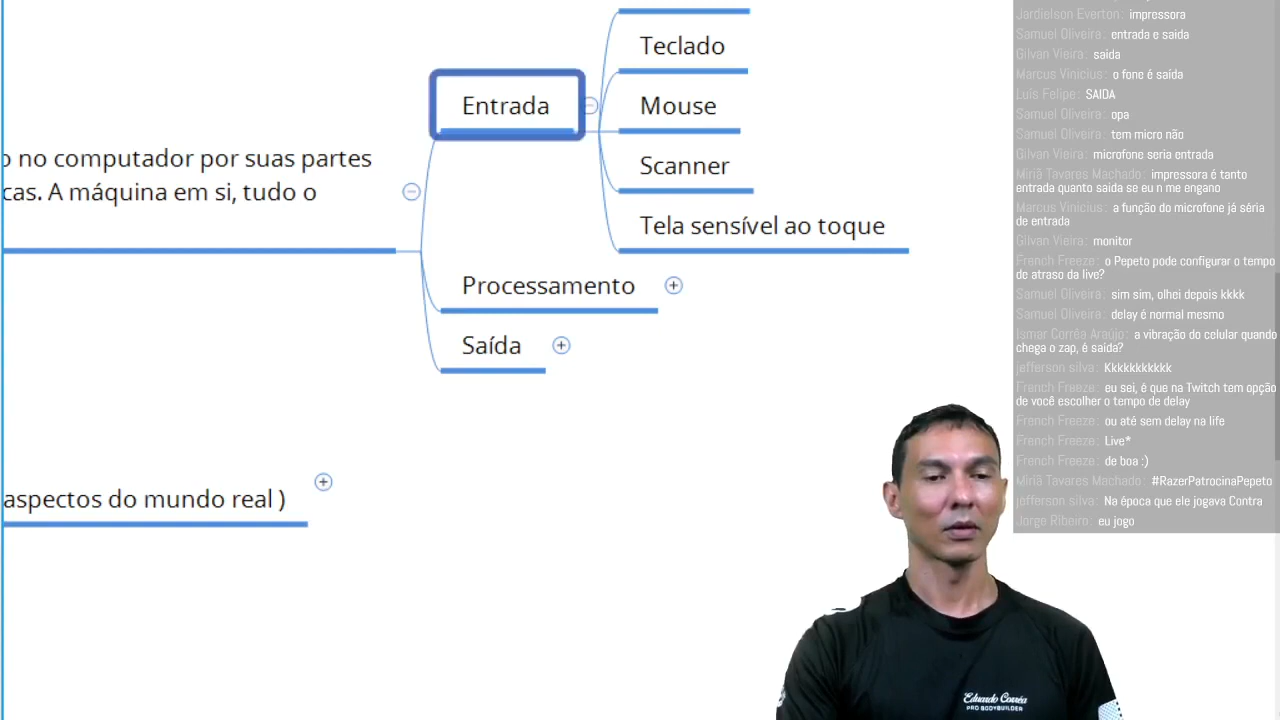 Teclado
Entrada
Mouse
Scanner
Tela sensível ao toque
o no computador por suas partes
cas. A máquina em si, tudo o
Processamento
Saída
aspectos do mundo real )
Jardielson Everton: impressora
Samuel Oliveira: entrada e saida
Gilvan Vieira: saida
Marcus Vinicius: o fone é saída
Luís Felipe: SAIDA
Samuel Oliveira: opa
Samuel Oliveira: tem micro não
Gilvan Vieira: microfone seria entrada
Miriã Tavares Machado: impressora é tanto
entrada quanto saida se eu n me engano
Marcus Vinicius: a função do microfone já séria
de entrada
Gilvan Vieira: monitor
French Freeze: o Pepeto pode configurar o tempo
de atraso da live?
Samuel Oliveira: sim sim, olhei depois kkkk
Samuel Oliveira: delay é normal mesmo
Ismar Corrêa Araújo: a vibração do celular quando
chega o zap, é saída?
jefferson silva: Kkkkkkkkkkk
French Freeze: eu sei, é que na Twitch tem opção
de você escolher o tempo de delay
French Freeze: ou até sem delay na life
French Freeze: Live*
French Freeze: de boa :)
Miriã Tavares Machado: #RazerPatrocinaPepeto
jefferson silva: Na época que ele jogava Contra
Jorge Ribeiro: eu jogo
Eduardo Corrêa
PRO BODYBUILDER